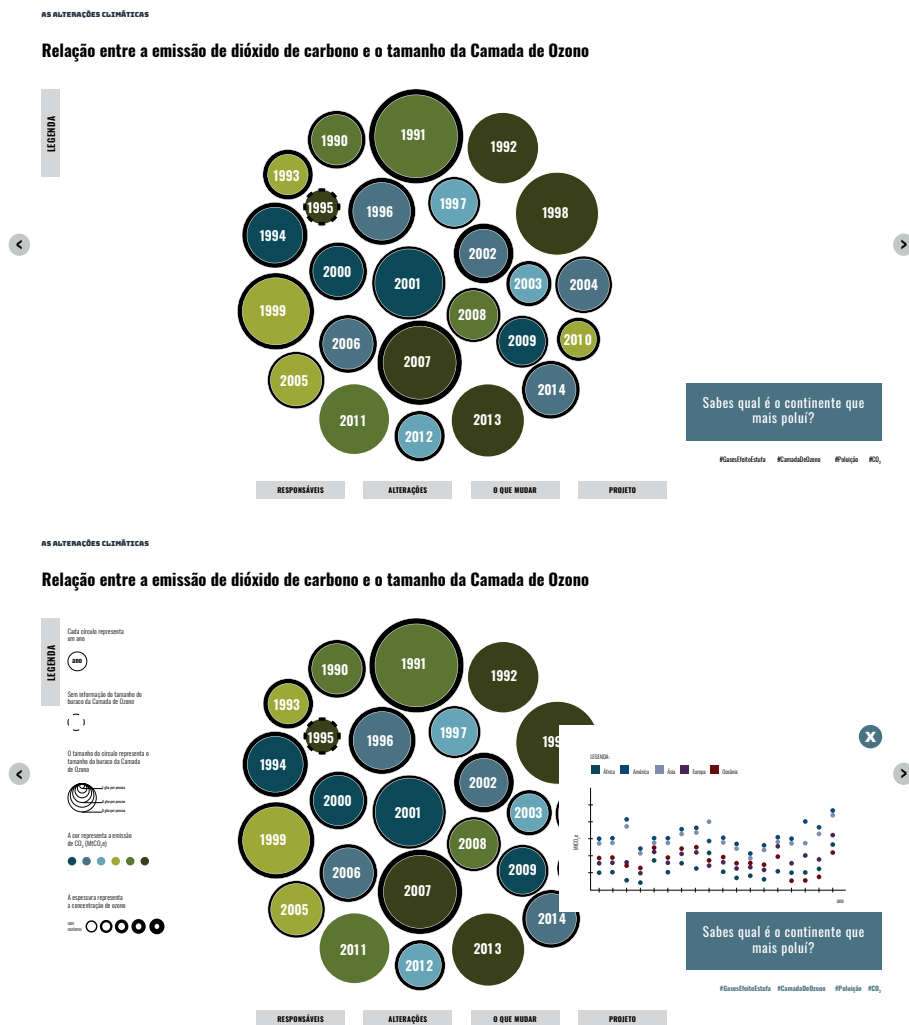 AS ALTERAÇÕES CLIMÁTICAS
Relação entre a emissão de dióxido de carbono e o tamanho da Camada de Ozono
LEGENDA
1990
1991
1992
1993
1995
1996
1997
1998
1994
2000
2001
2002
2003
2004
1999
2006
2007
2008
2009
2010
2005
2011
2012
2013
2014
<
>
Sabes qual é o continente que
mais poluí?
#GasesEfeitoEstufa #CamadaDeOzono #Poluição #CO₂
RESPONSÁVEIS ALTERAÇÕES O QUE MUDAR PROJETO
AS ALTERAÇÕES CLIMÁTICAS
Relação entre a emissão de dióxido de carbono e o tamanho da Camada de Ozono
LEGENDA
Cada círculo representa
um ano
ano
Sem informação do tamanho do
buraco da Camada de Ozono
O tamanho do círculo representa o
tamanho do buraco da Camada
de Ozono
A cor representa a emissão
de CO₂ (MtCO₂e)
A espessura representa
a concentração de ozono
sem
contorno
1990
1991
1992
1993
1995
1996
1997
199
1994
2000
2001
2002
2003
1999
2006
2007
2008
2009
2005
2011
2012
2013
2014
<
>
X
LEGENDA:
África América Ásia Europa Oceânia
MtCO₂e
ano
Sabes qual é o continente que
mais poluí?
#GasesEfeitoEstufa #CamadaDeOzono #Poluição #CO₂
RESPONSÁVEIS ALTERAÇÕES O QUE MUDAR PROJETO